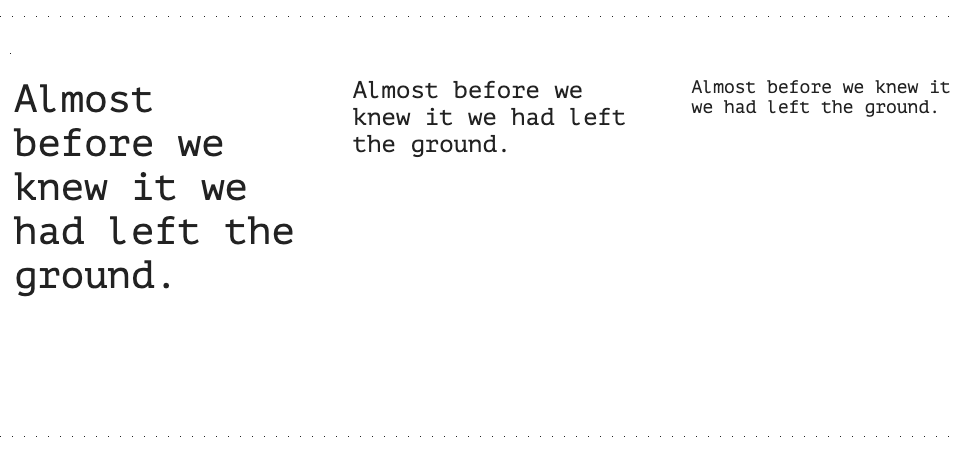 Almost
before we
knew it we
had left the
ground.
Almost before we
knew it we had left
the ground.
Almost before we knew it
we had left the ground.